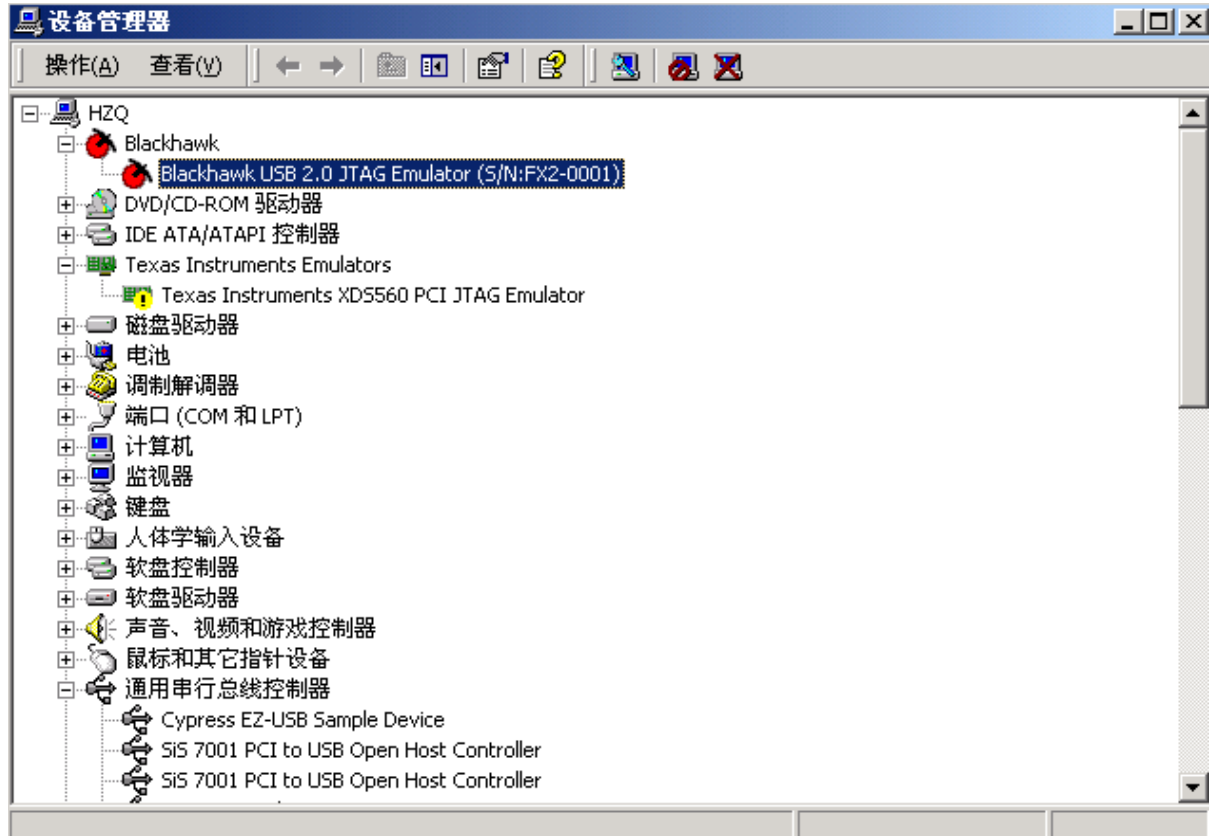 设备管理器
操作(A) 查看(V)
HZQ
Blackhawk
Blackhawk USB 2.0 JTAG Emulator (S/N:FX2-0001)
DVD/CD-ROM 驱动器
IDE ATA/ATAPI 控制器
Texas Instruments Emulators
Texas Instruments XDS560 PCI JTAG Emulator
磁盘驱动器
电池
调制解调器
端口 (COM 和 LPT)
计算机
监视器
键盘
人体学输入设备
软盘控制器
软盘驱动器
声音、视频和游戏控制器
鼠标和其它指针设备
通用串行总线控制器
Cypress EZ-USB Sample Device
SiS 7001 PCI to USB Open Host Controller
SiS 7001 PCI to USB Open Host Controller